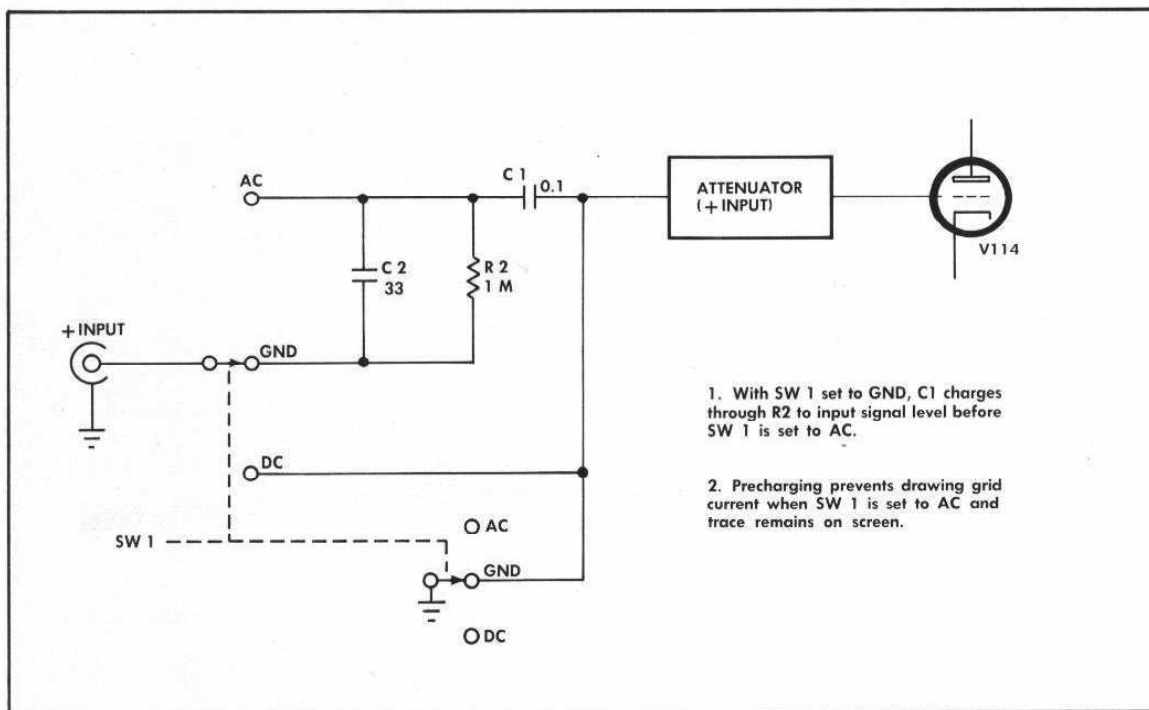 AC
C 1
0.1
ATTENUATOR
(+ INPUT)
V114
C 2
33
R 2
1 M
+ INPUT
GND
1. With SW 1 set to GND, C1 charges
through R2 to input signal level before
SW 1 is set to AC.
DC
2. Precharging prevents drawing grid
current when SW 1 is set to AC and
trace remains on screen.
AC
SW 1
GND
DC